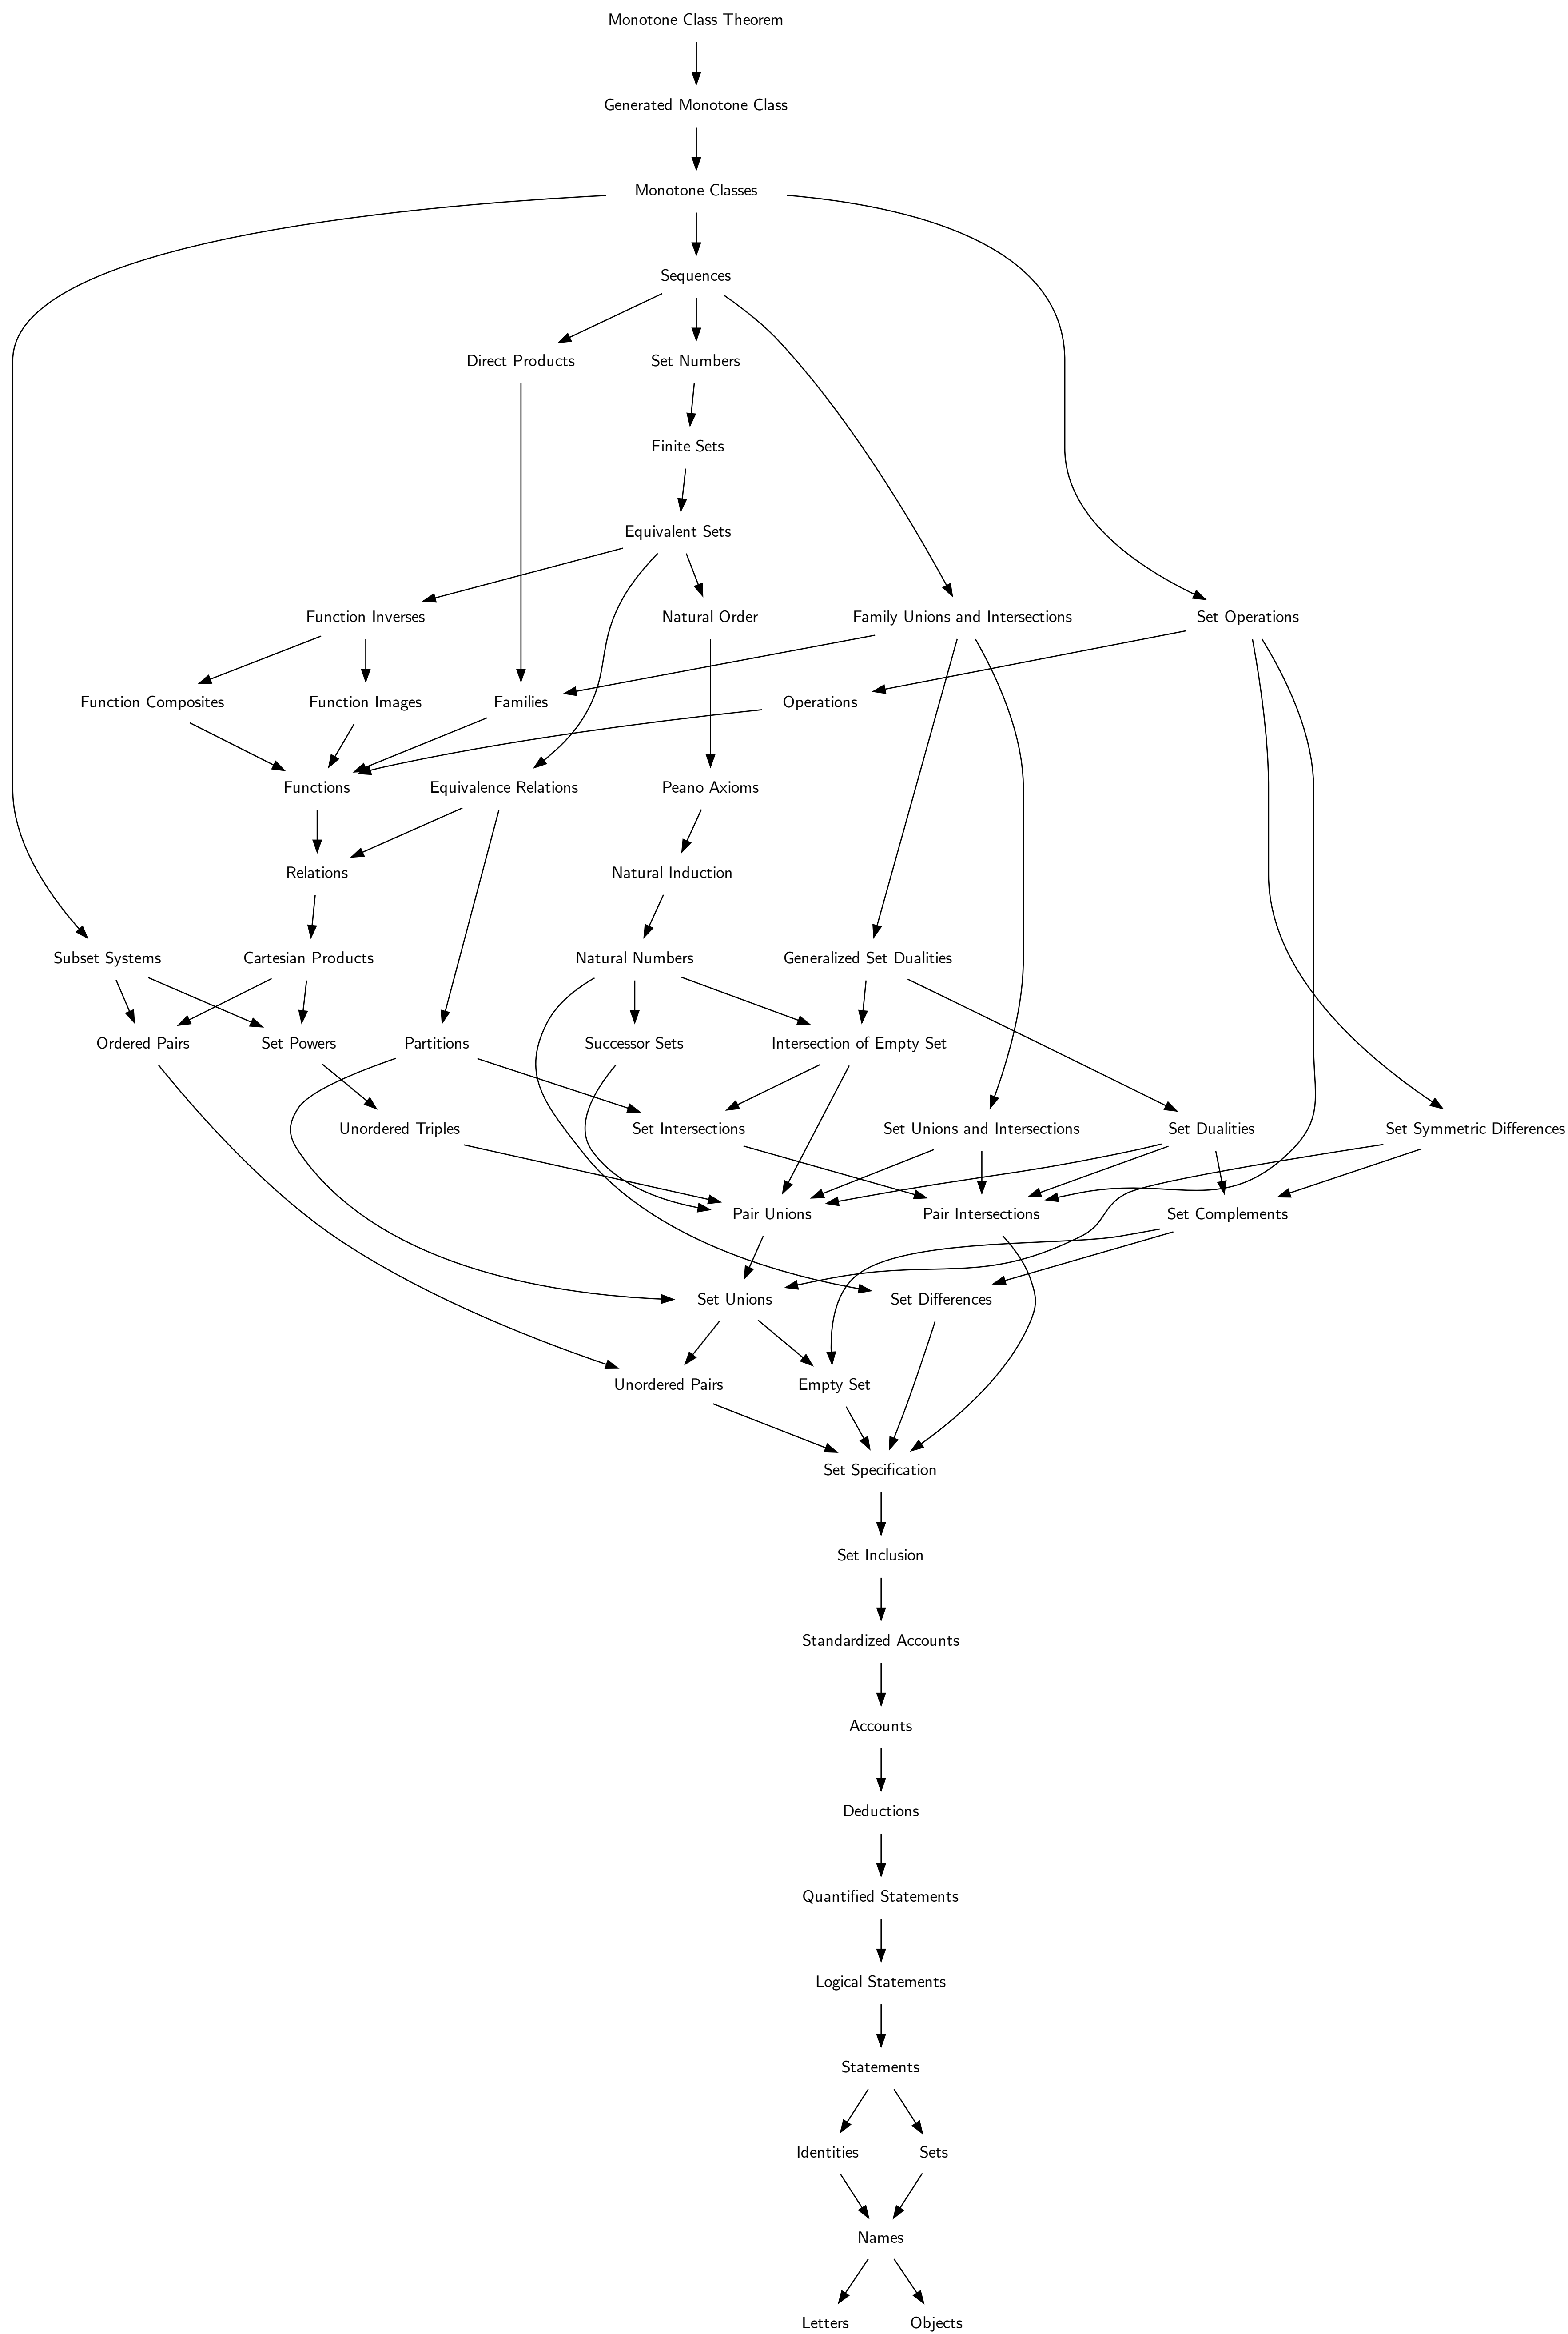 Monotone Class Theorem
Generated Monotone Class
Monotone Classes
Sequences
Direct Products
Set Numbers
Finite Sets
Equivalent Sets
Function Inverses
Natural Order
Family Unions and Intersections
Set Operations
Function Composites
Function Images
Families
Operations
Functions
Equivalence Relations
Peano Axioms
Relations
Natural Induction
Subset Systems
Cartesian Products
Natural Numbers
Generalized Set Dualities
Ordered Pairs
Set Powers
Partitions
Successor Sets
Intersection of Empty Set
Unordered Triples
Set Intersections
Set Unions and Intersections
Set Dualities
Set Symmetric Differences
Pair Unions
Pair Intersections
Set Complements
Set Unions
Set Differences
Unordered Pairs
Empty Set
Set Specification
Set Inclusion
Standardized Accounts
Accounts
Deductions
Quantified Statements
Logical Statements
Statements
Identities
Sets
Names
Letters
Objects